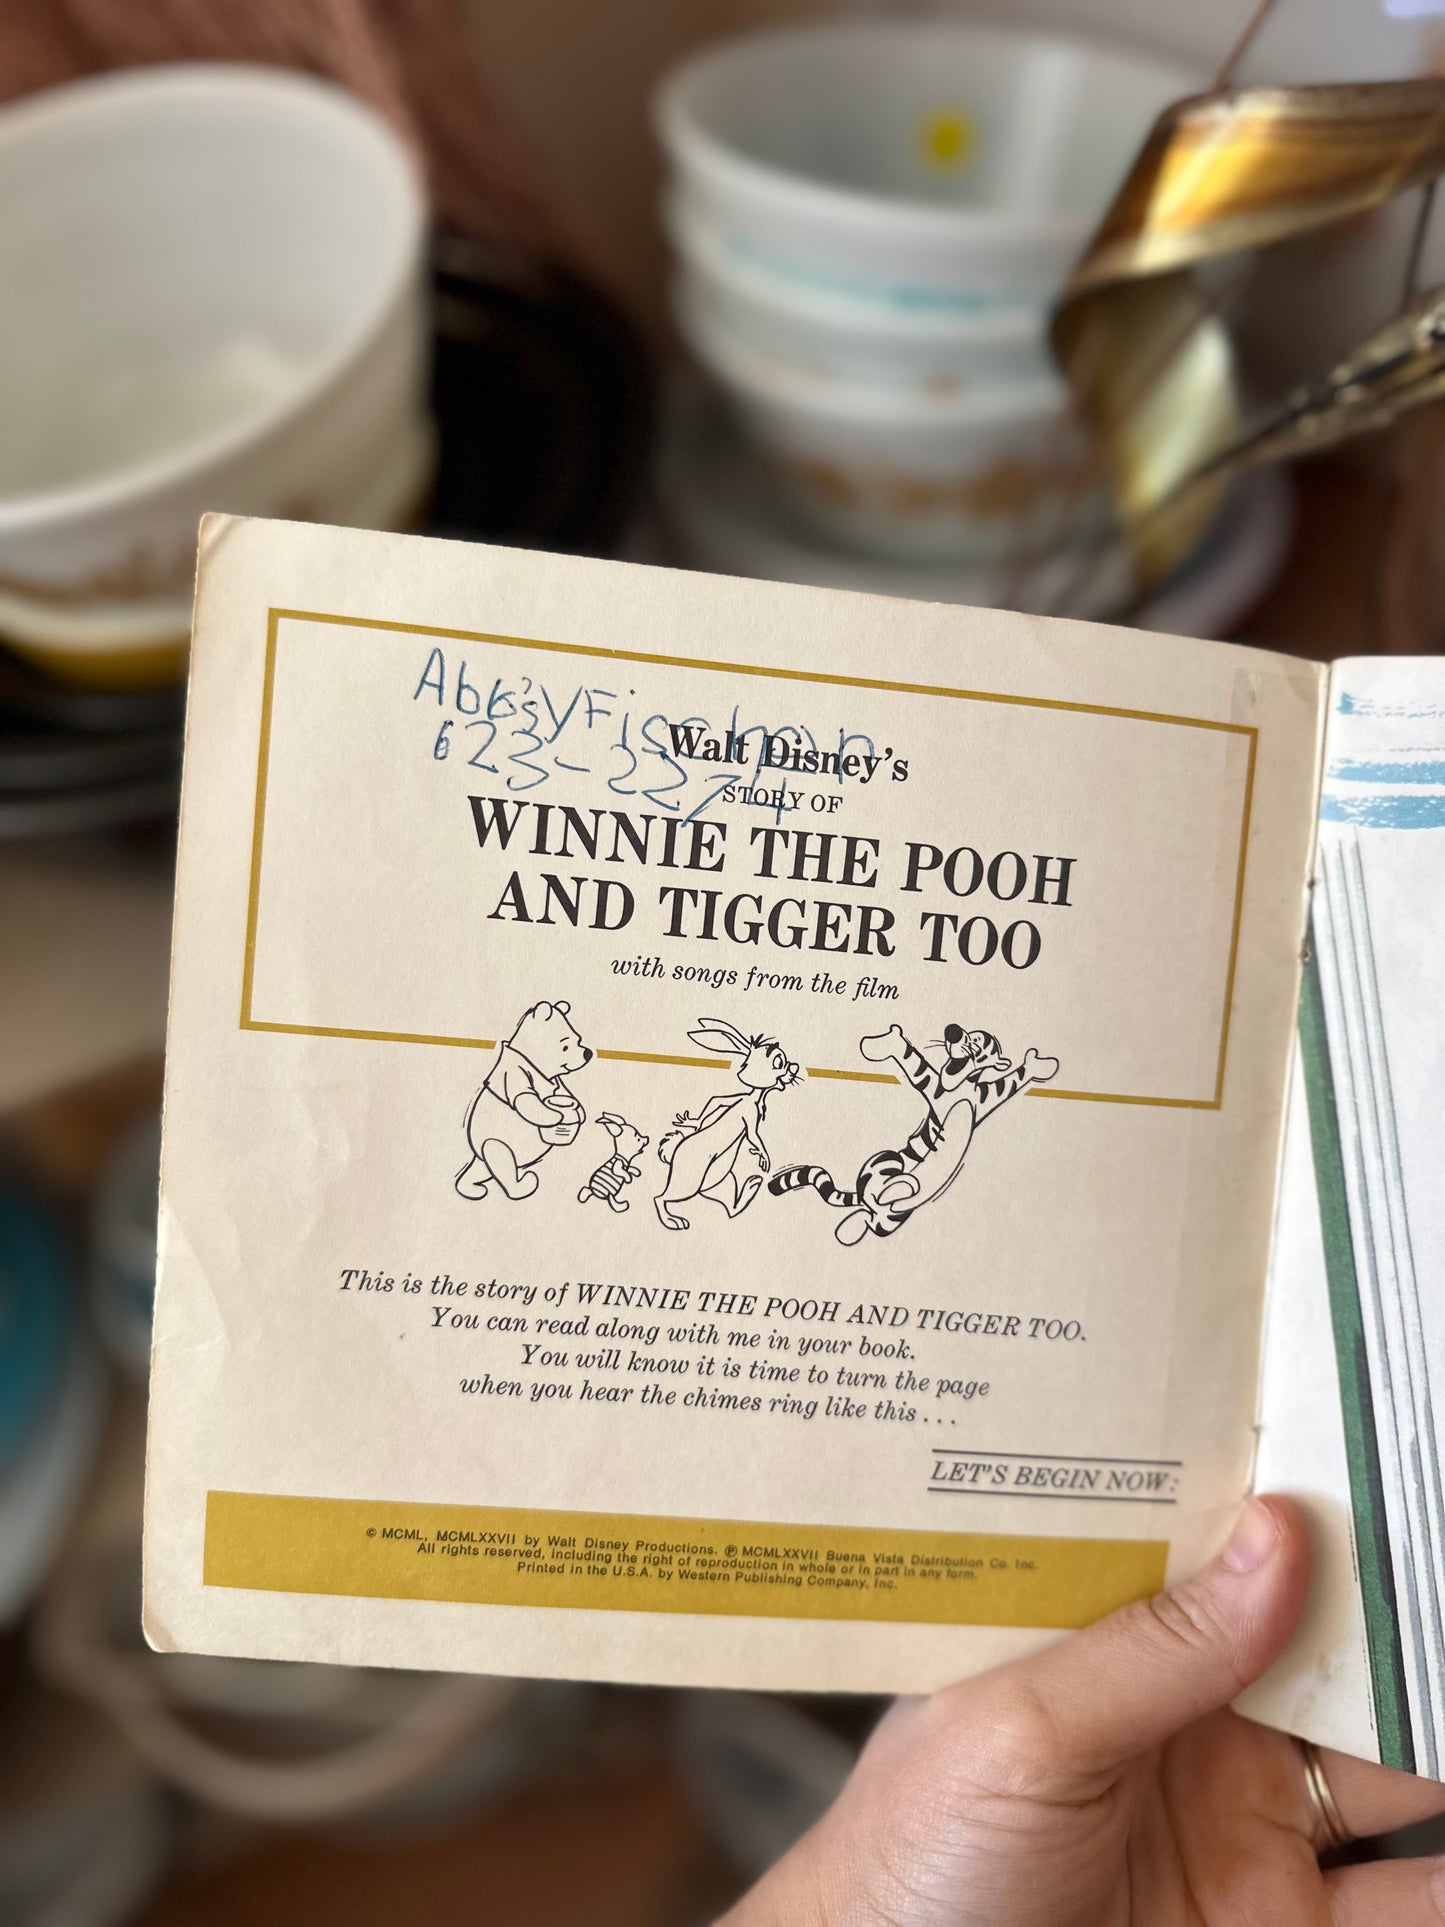 Abbigy Fischer
623-2274
Walt Disney's
STORY OF
WINNIE THE POOH
AND TIGGER TOO
with songs from the film
This is the story of WINNIE THE POOH AND TIGGER TOO.
You can read along with me in your book.
You will know it is time to turn the page
when you hear the chimes ring like this . . .
LET'S BEGIN NOW:
© MCML, MCMLXXVII by Walt Disney Productions. ℗ MCMLXXVII Buena Vista Distribution Co. Inc.
All rights reserved, including the right of reproduction in whole or in part in any form.
Printed in the U.S.A. by Western Publishing Company, Inc.